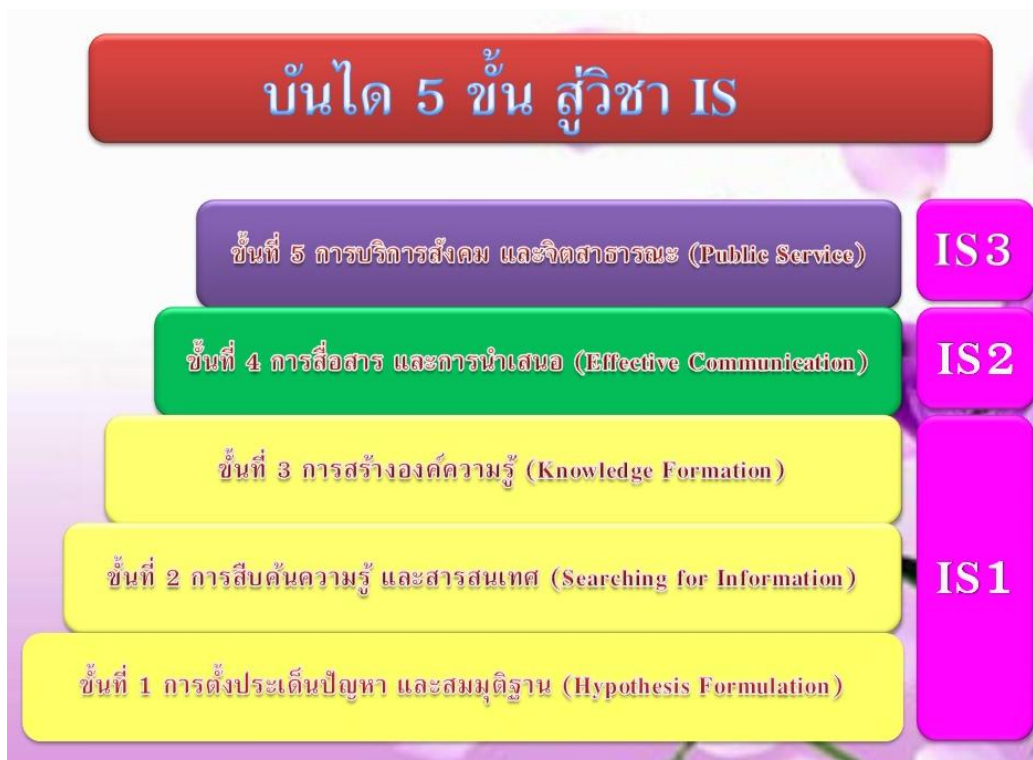 บันได 5 ขั้น สู่วิชา IS
ขั้นที่ 5 การบริการสังคม และจิตสาธารณะ (Public Service)
IS3
ขั้นที่ 4 การสื่อสาร และการนำเสนอ (Effective Communication)
IS2
ขั้นที่ 3 การสร้างองค์ความรู้ (Knowledge Formation)
ขั้นที่ 2 การสืบค้นความรู้ และสารสนเทศ (Searching for Information)
IS1
ขั้นที่ 1 การตั้งประเด็นปัญหา และสมมุติฐาน (Hypothesis Formulation)